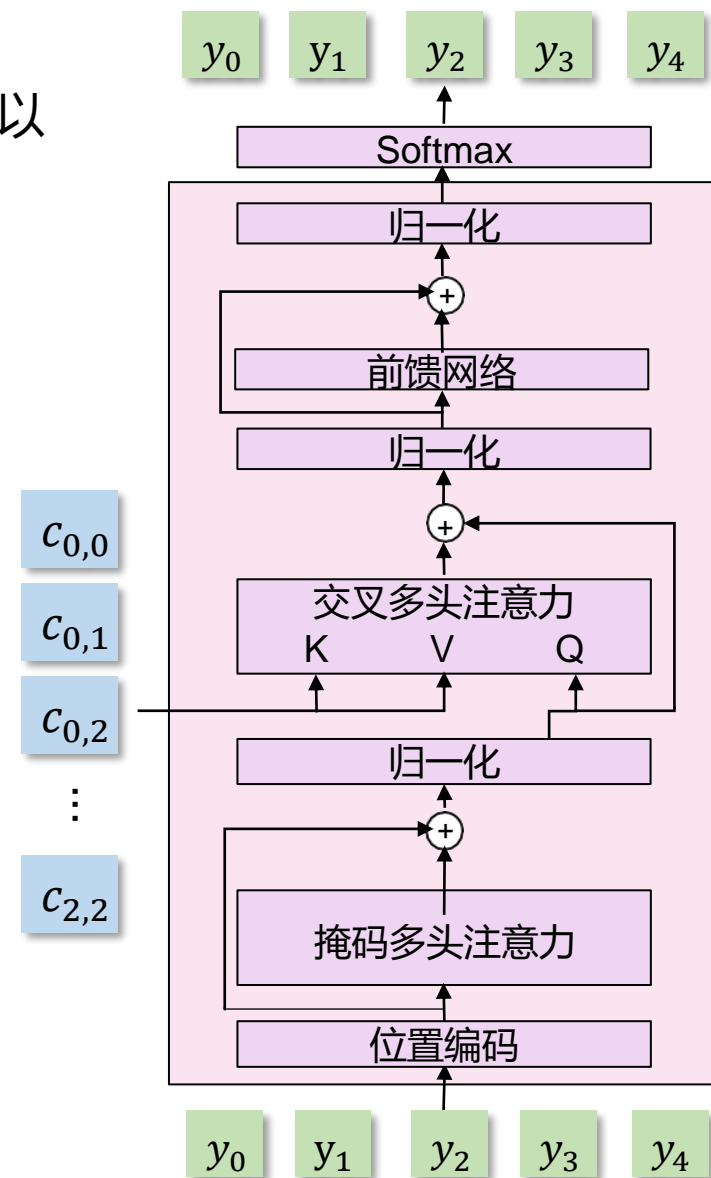 y₀ y₁ y₂ y₃ y₄
以
Softmax
归一化
+
前馈网络
归一化
+
c₀,₀
c₀,₁
c₀,₂
⋮
c₂,₂
交叉多头注意力
K V Q
归一化
+
掩码多头注意力
位置编码
y₀ y₁ y₂ y₃ y₄